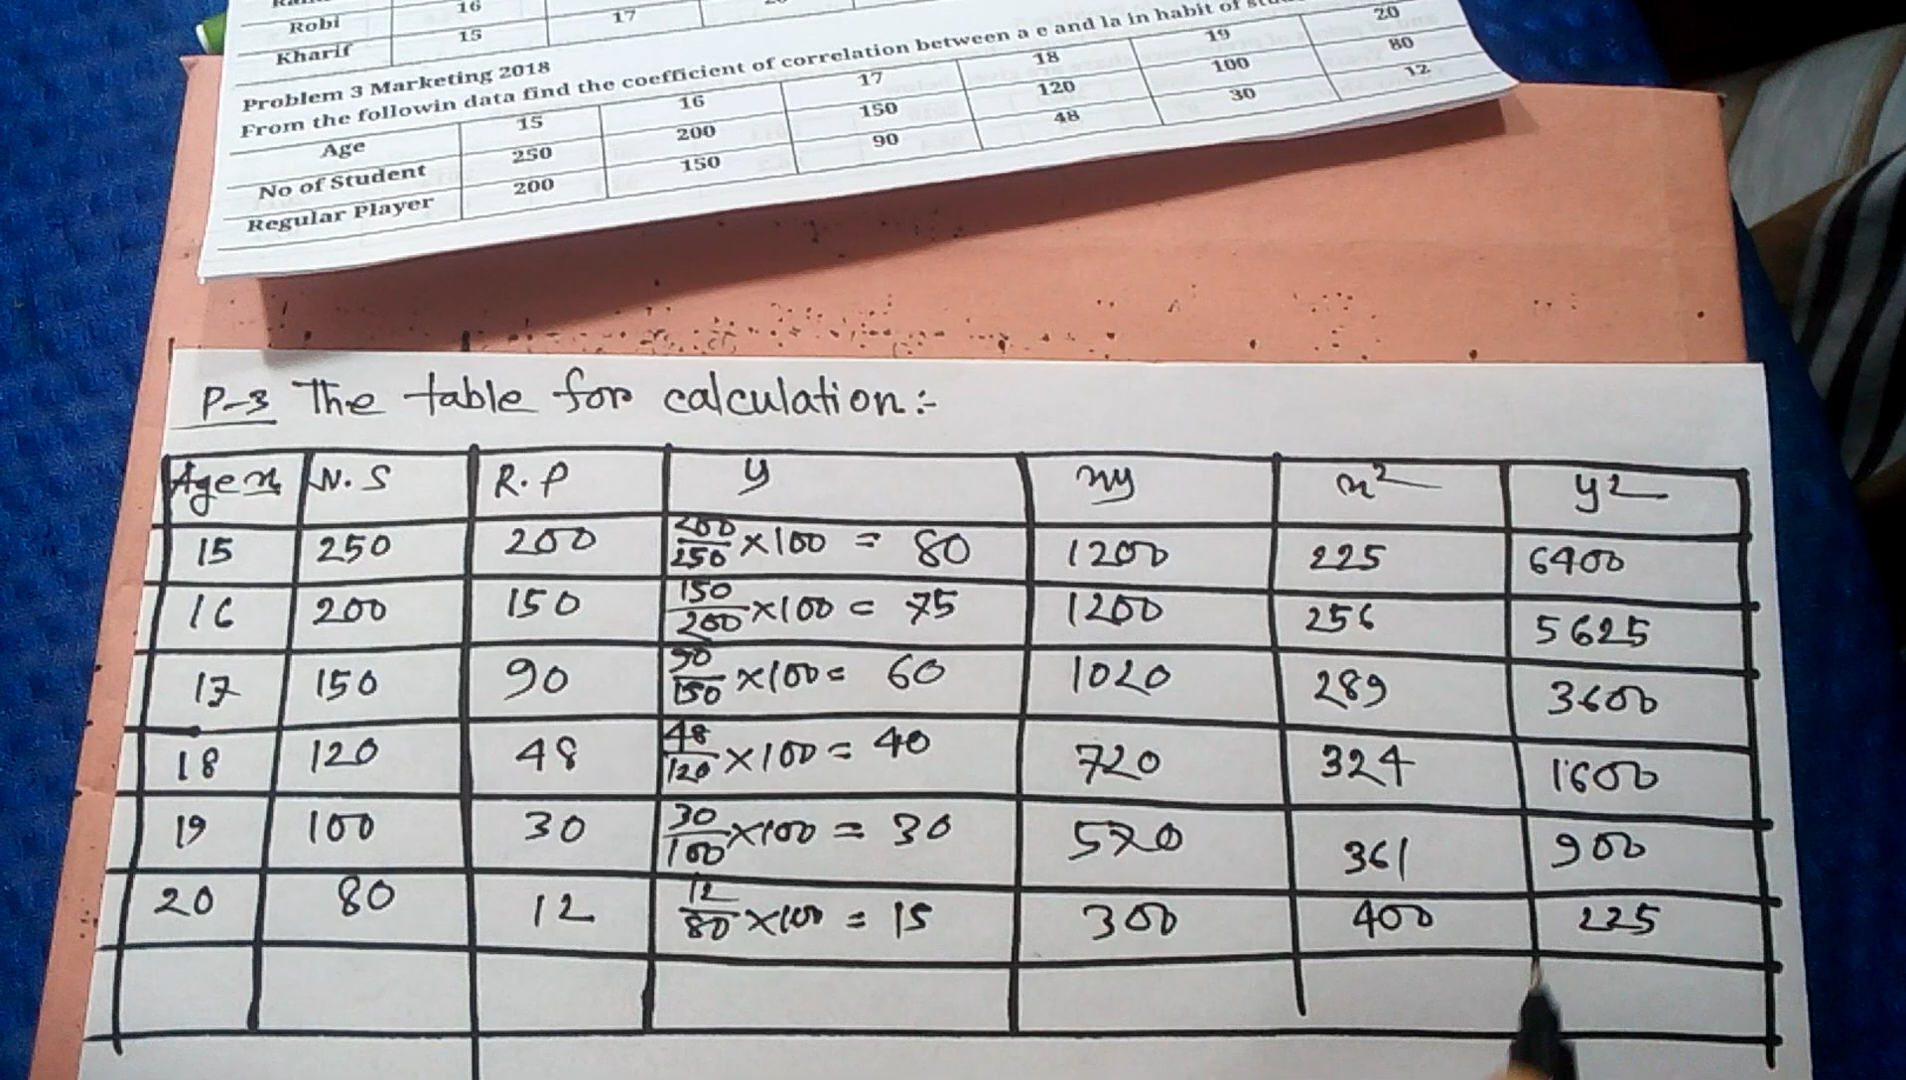 Robi 16 17
Kharif 15
Problem 3 Marketing 2018
From the followin data find the coefficient of correlation between a e and la in habit of
Age 15 16 17 18 19 20
No of Student 250 200 150 120 100 80
Regular Player 200 150 90 48 30 12
P-3 The table for calculation:-
Age x N.S R.P y xy x² y²
15 250 200 200/250 ×100 = 80 1200 225 6400
16 200 150 150/200 ×100 = 75 1200 256 5625
17 150 90 90/150 ×100 = 60 1020 289 3600
18 120 48 48/120 ×100 = 40 720 324 1600
19 100 30 30/100 ×100 = 30 570 361 900
20 80 12 12/80 ×100 = 15 300 400 225